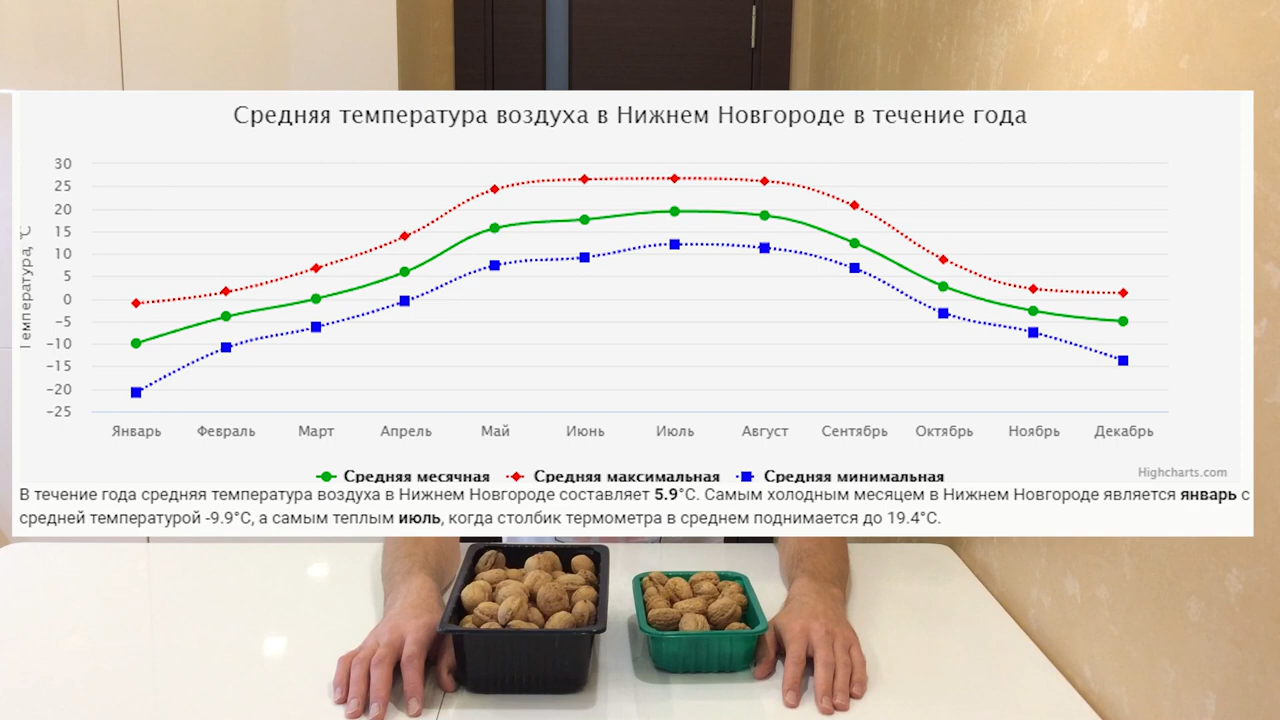 Средняя температура воздуха в Нижнем Новгороде в течение года
Температура, °C
30
25
20
15
10
5
0
−5
−10
−15
−20
−25
Январь Февраль Март Апрель Май Июнь Июль Август Сентябрь Октябрь Ноябрь Декабрь
Средняя месячная Средняя максимальная Средняя минимальная
Highcharts.com
В течение года средняя температура воздуха в Нижнем Новгороде составляет 5.9°C. Самым холодным месяцем в Нижнем Новгороде является январь с
средней температурой -9.9°C, а самым теплым июль, когда столбик термометра в среднем поднимается до 19.4°C.